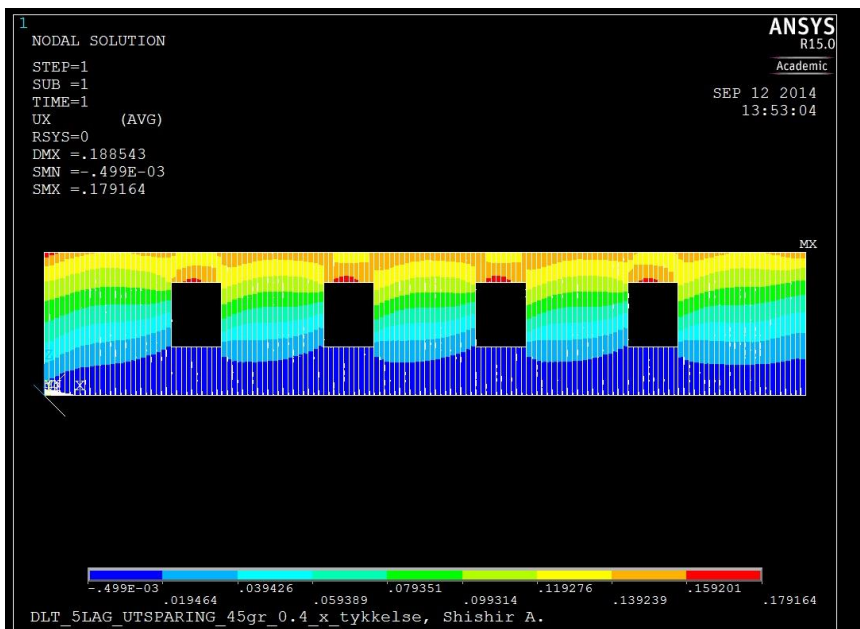 1
NODAL SOLUTION
STEP=1
SUB =1
TIME=1
UX (AVG)
RSYS=0
DMX =.188543
SMN =-.499E-03
SMX =.179164
ANSYS
R15.0
Academic
SEP 12 2014
13:53:04
MX
X
-.499E-03 .039426 .079351 .119276 .159201
.019464 .059389 .099314 .139239 .179164
DLT_5LAG_UTSPARING_45gr_0.4_x_tykkelse, Shishir A.